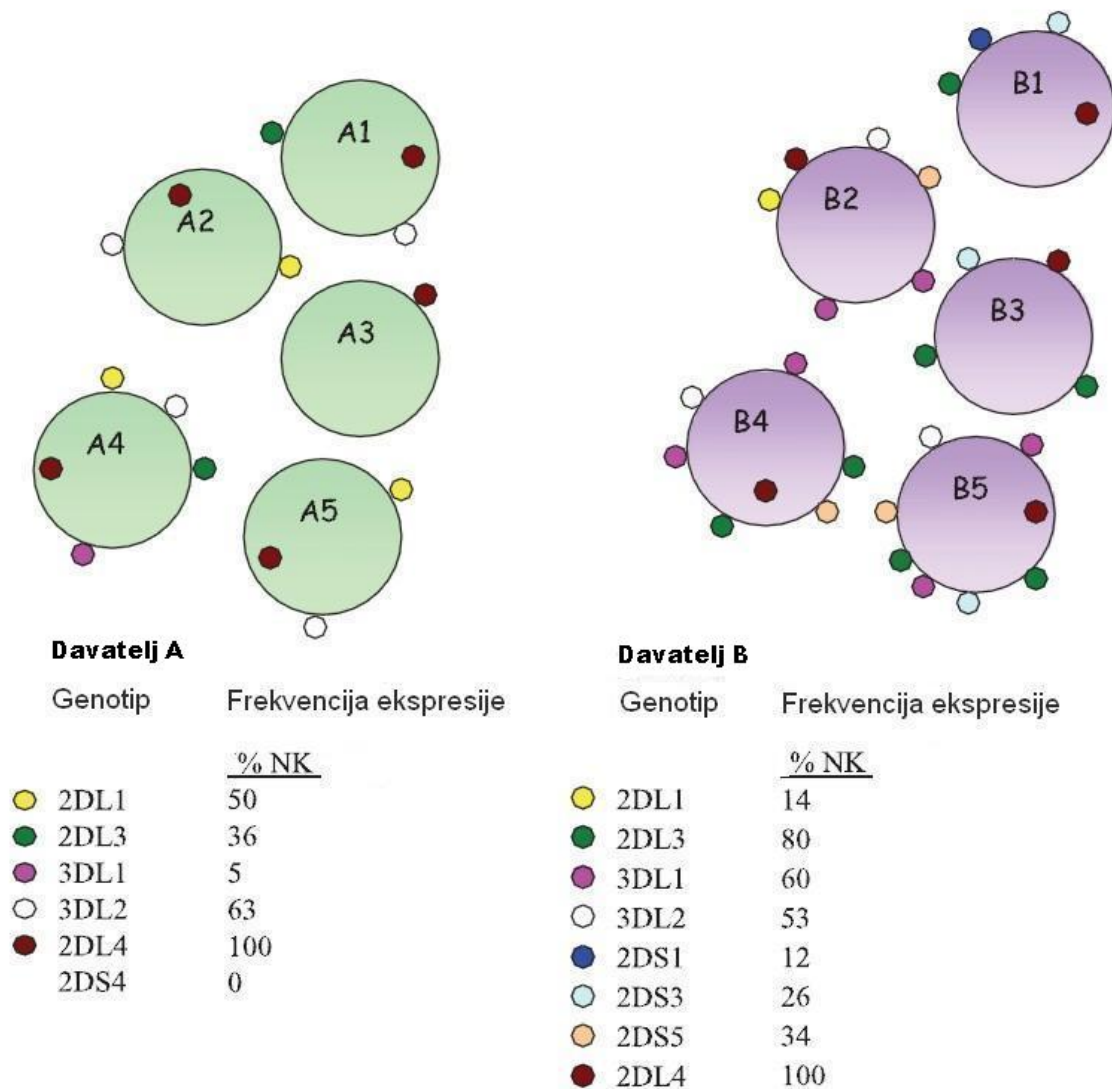 A1
A2
A3
A4
A5
B1
B2
B3
B4
B5
Davatelj A
Genotip Frekvencija ekspresije
% NK
2DL1 50
2DL3 36
3DL1 5
3DL2 63
2DL4 100
2DS4 0
Davatelj B
Genotip Frekvencija ekspresije
% NK
2DL1 14
2DL3 80
3DL1 60
3DL2 53
2DS1 12
2DS3 26
2DS5 34
2DL4 100